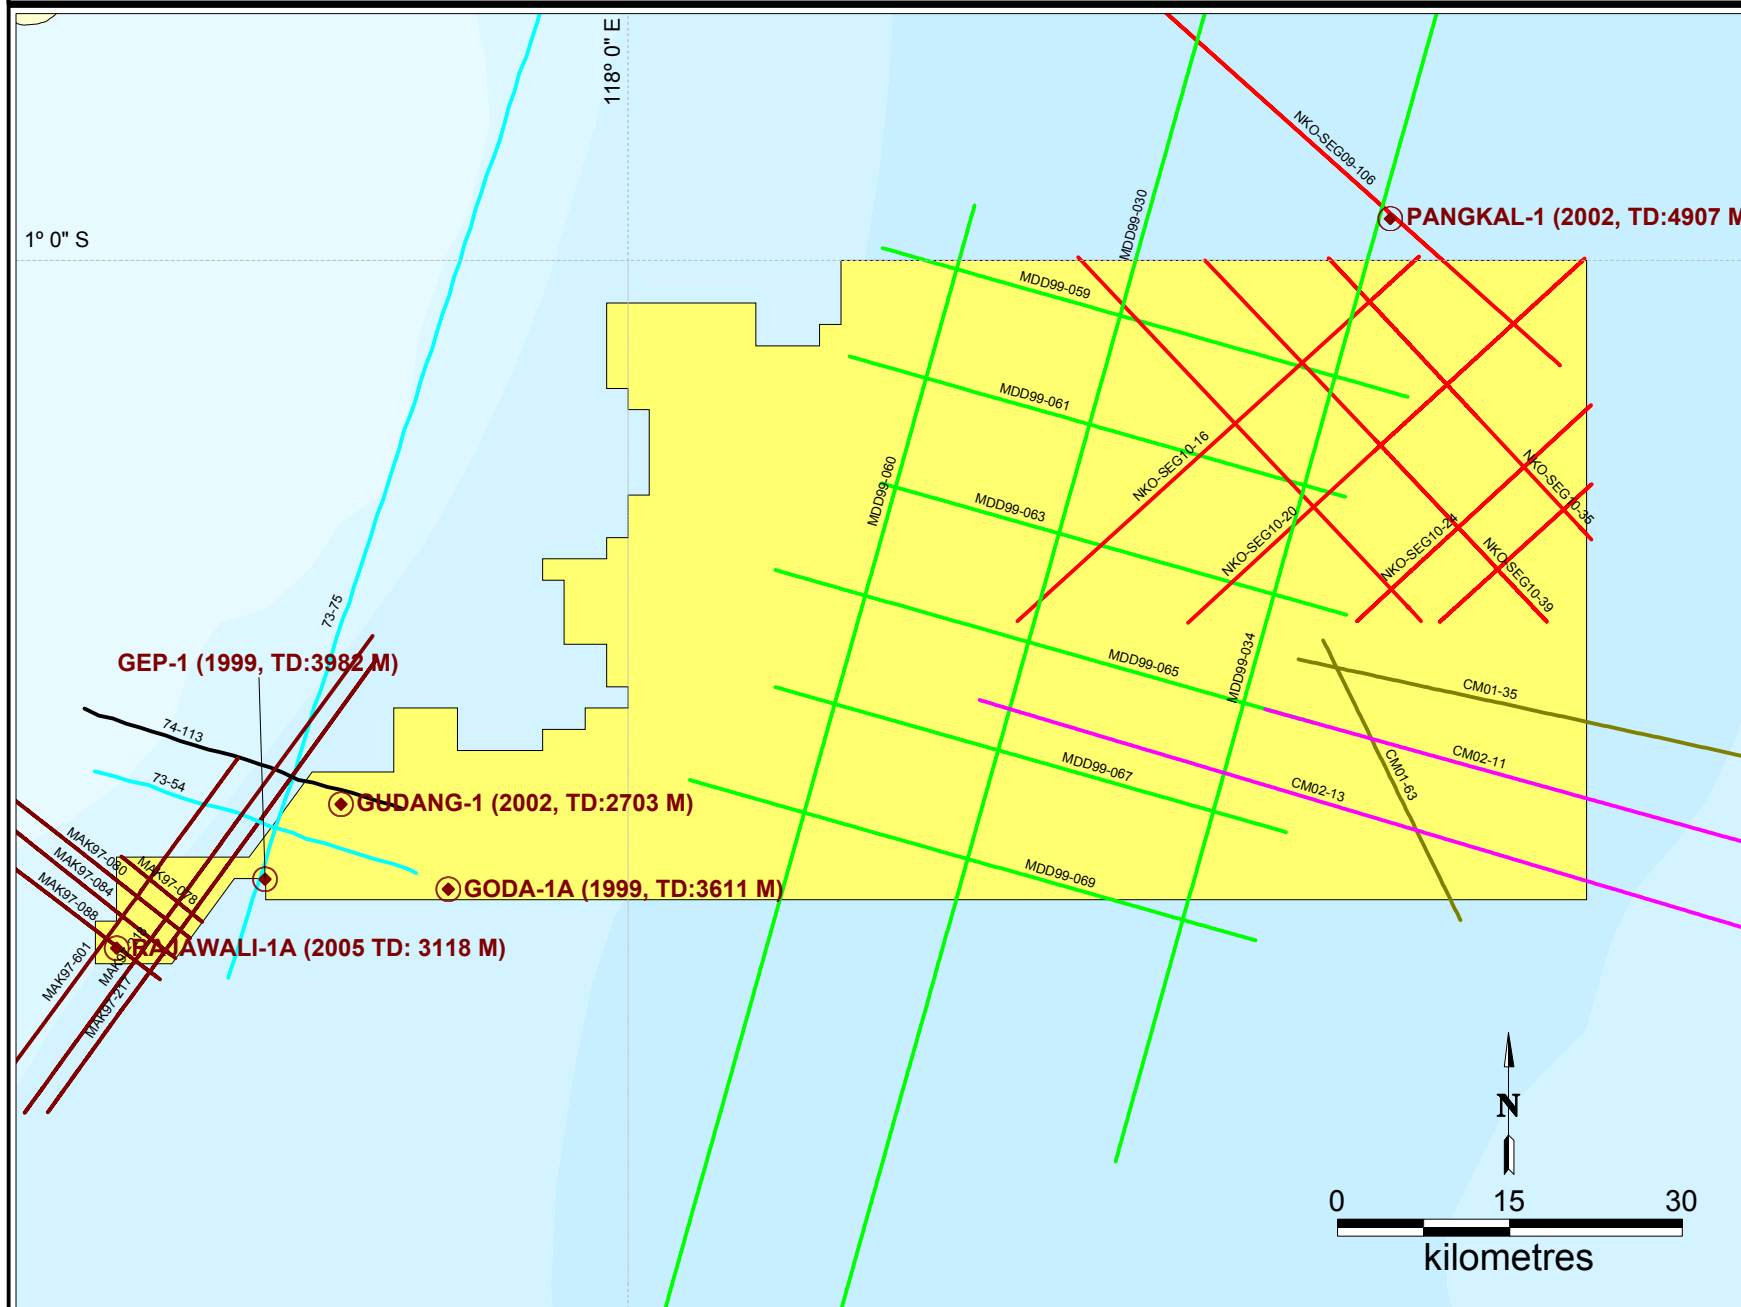 118° 0" E
1° 0" S
NKO-SEG09-106
PANGKAL-1 (2002, TD:4907 M
MDD99-030
MDD99-059
MDD99-061
MDD99-060
MDD99-063
NKO-SEG10-16
NKO-SEG10-20
NKO-SEG10-24
NKO-SEG10-35
NKO-SEG10-39
73-75
GEP-1 (1999, TD:3982 M)
MDD99-065
MDD99-034
CM01-35
74-113
73-54
CM02-11
MDD99-067
CM02-13
CM01-63
GUDANG-1 (2002, TD:2703 M)
MAK97-080
MAK97-078
MAK97-084
MAK97-088
GODA-1A (1999, TD:3611 M)
MDD99-069
RAJAWALI-1A (2005 TD: 3118 M)
MAK97-601
MAK97-217
N
0 15 30
kilometres